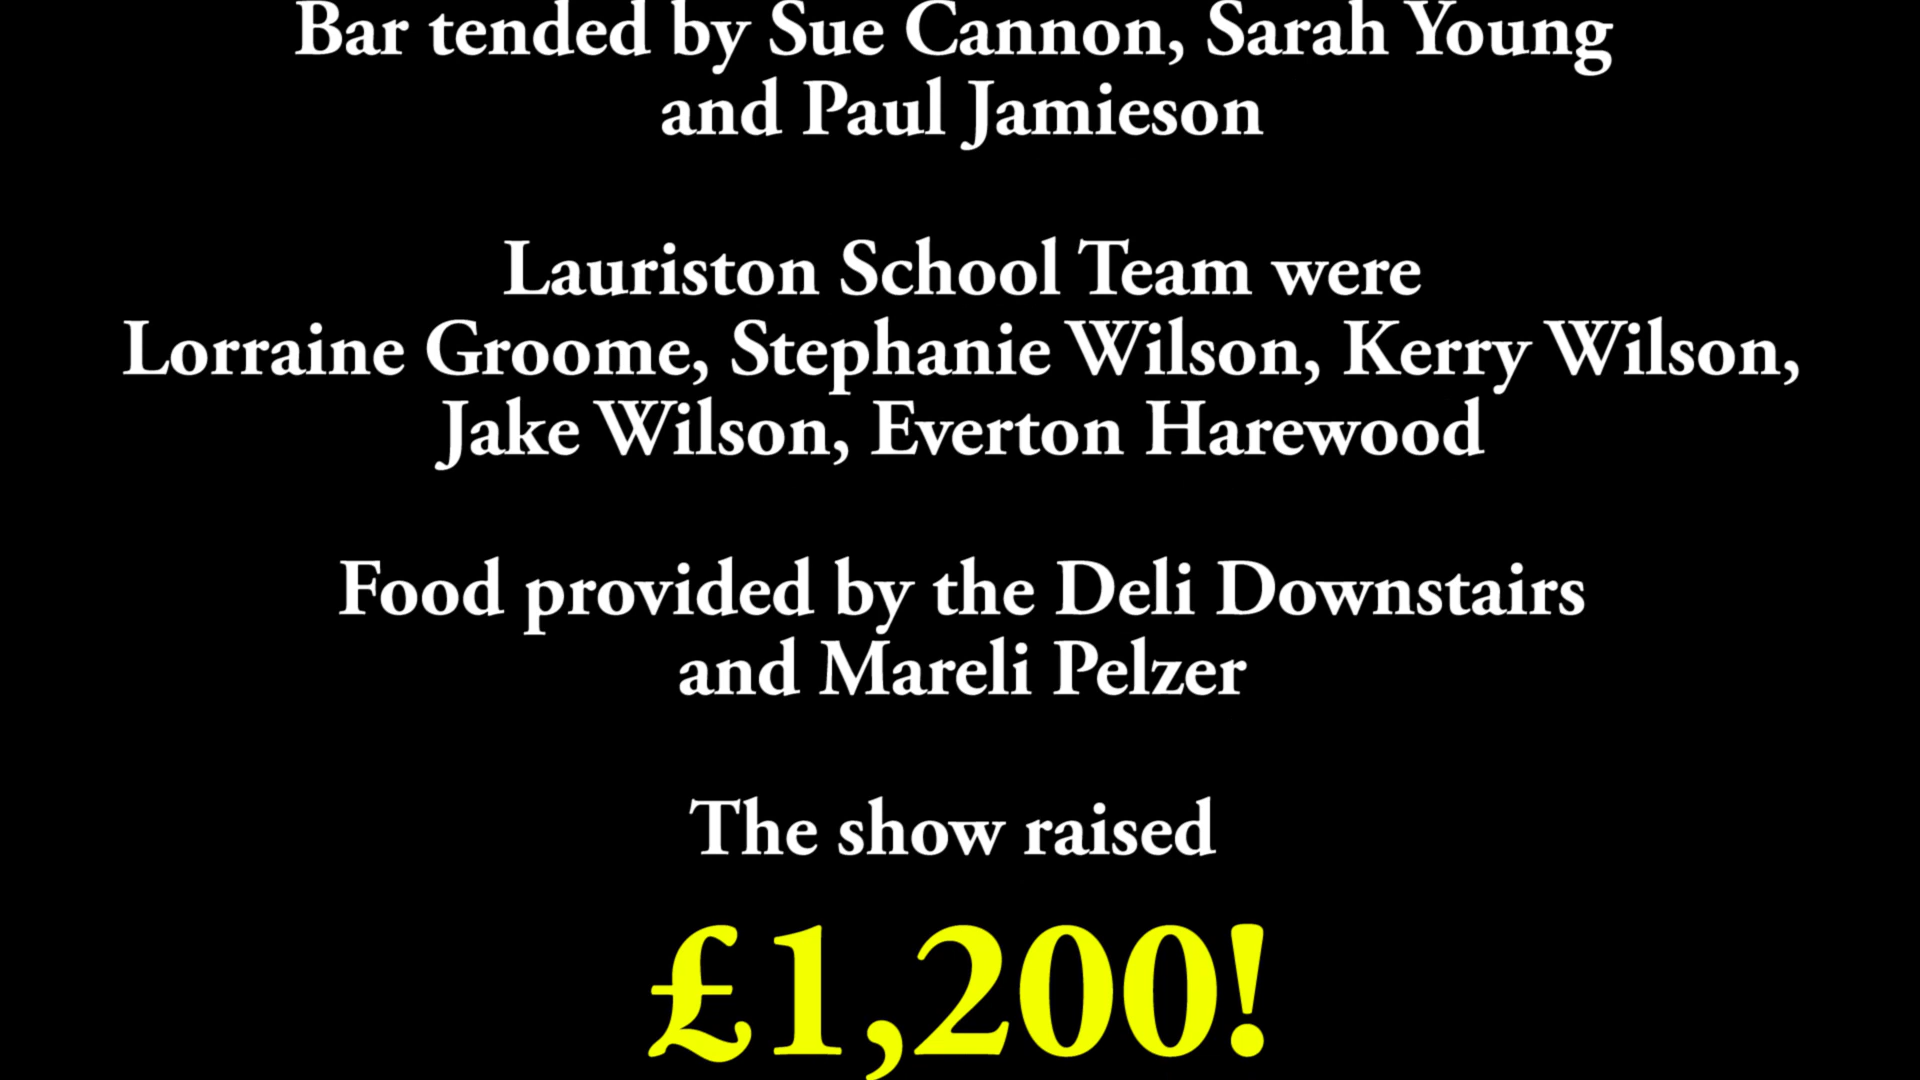 Bar tended by Sue Cannon, Sarah Young
and Paul Jamieson
Lauriston School Team were
Lorraine Groome, Stephanie Wilson, Kerry Wilson,
Jake Wilson, Everton Harewood
Food provided by the Deli Downstairs
and Mareli Pelzer
The show raised
£1,200!